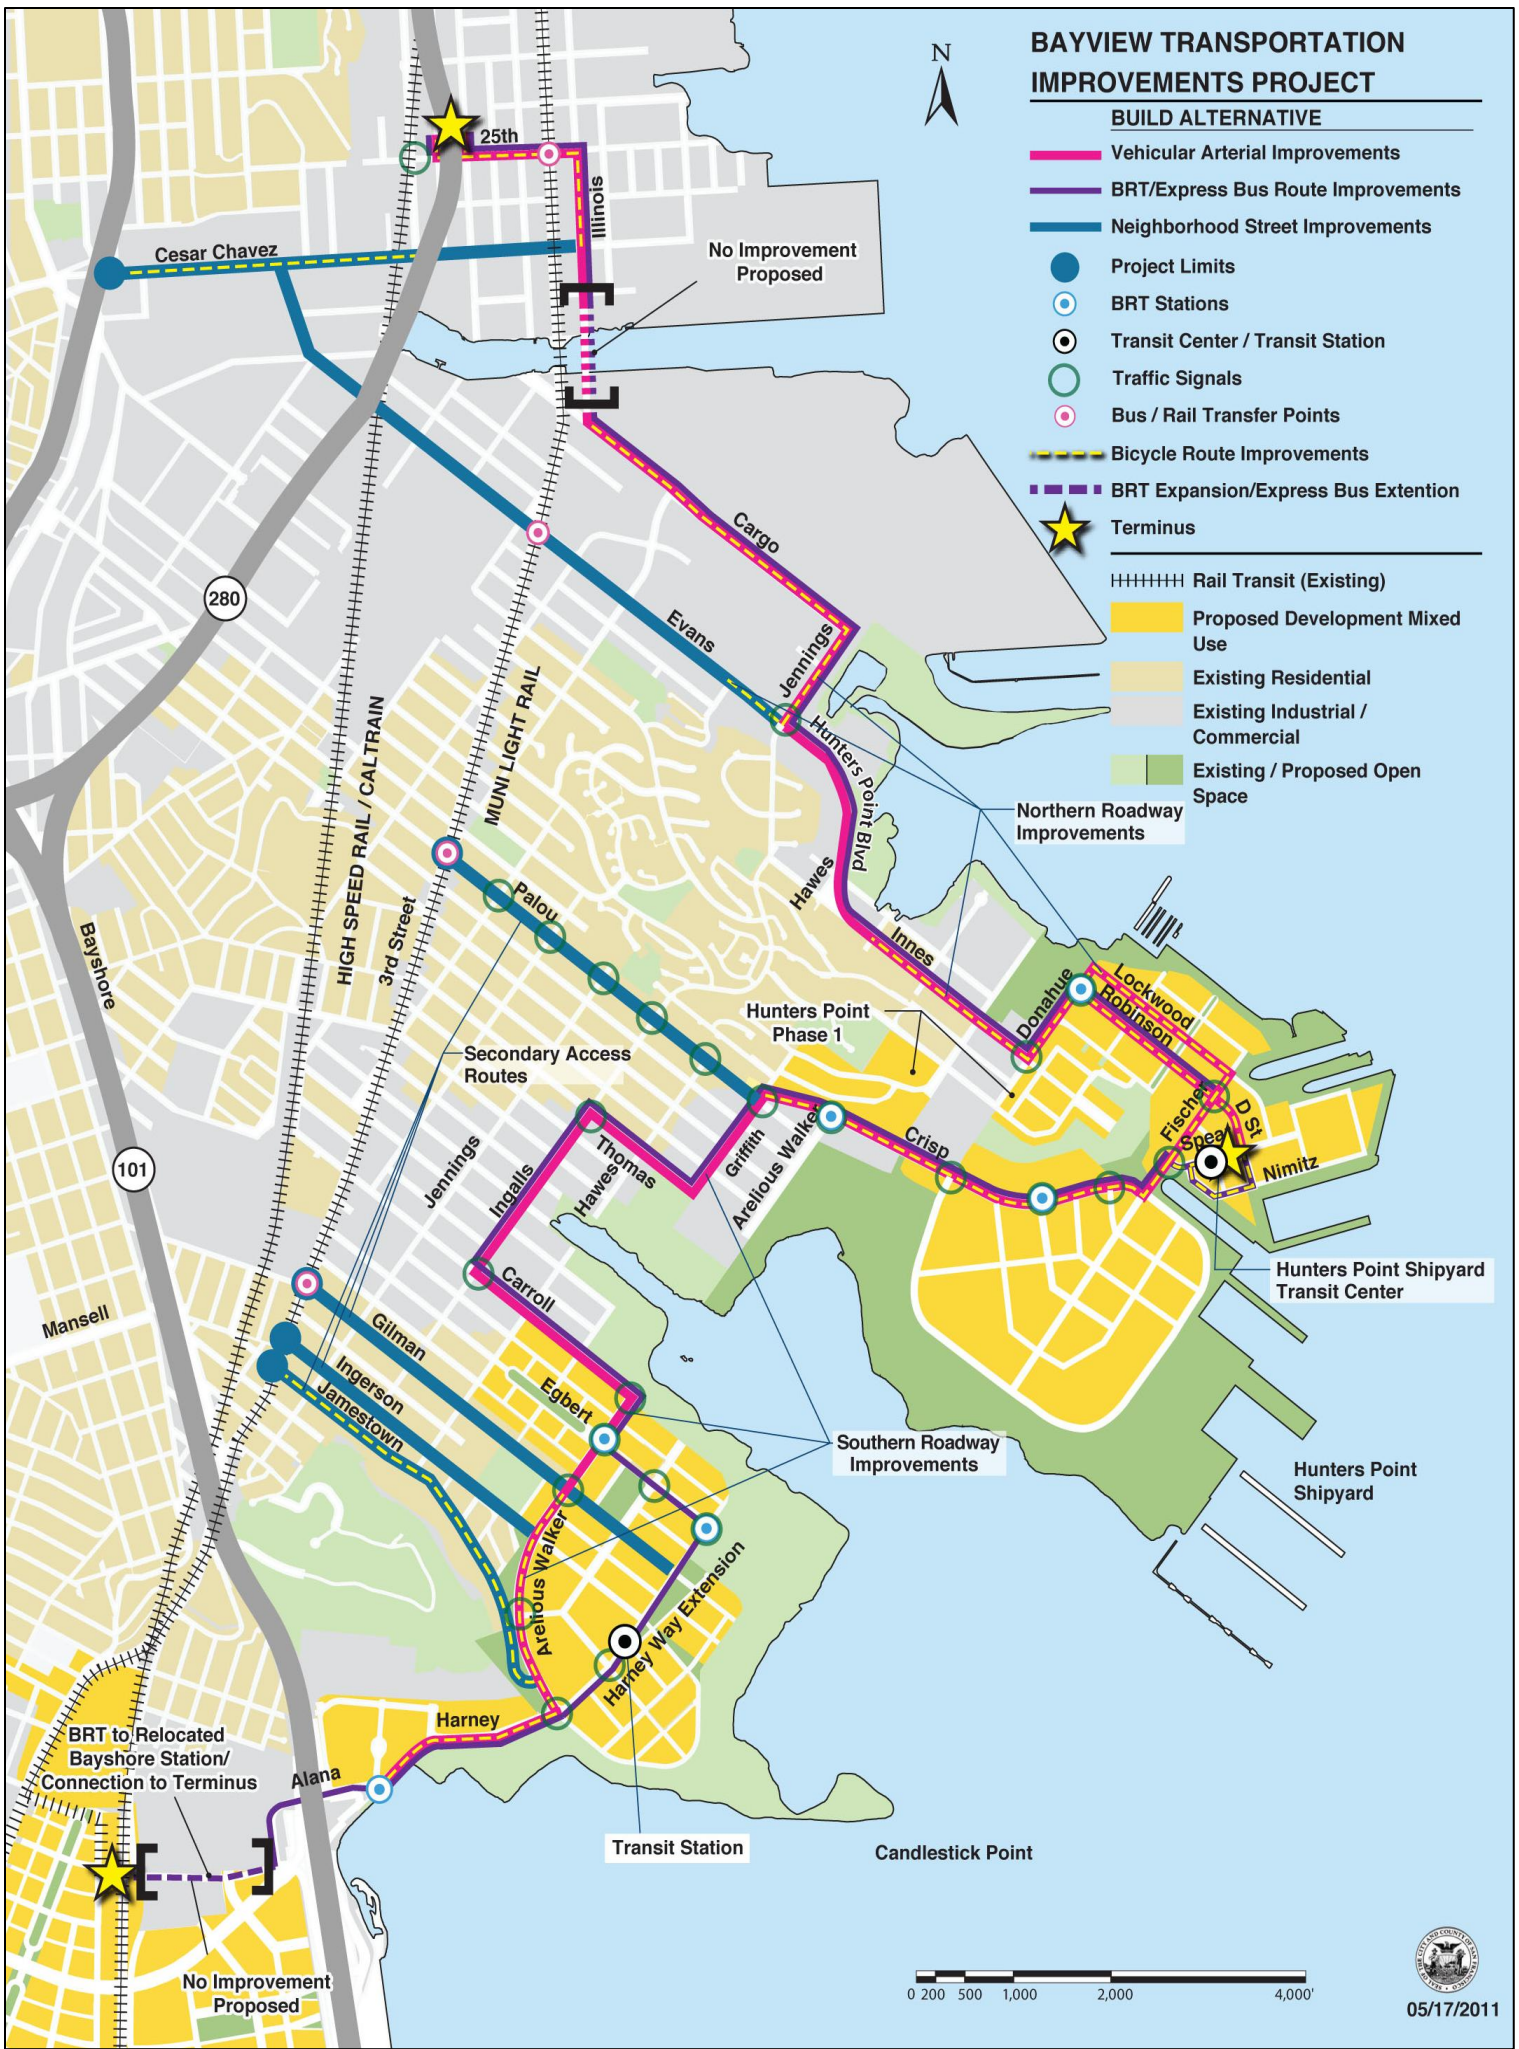 BAYVIEW TRANSPORTATION
IMPROVEMENTS PROJECT
BUILD ALTERNATIVE
Vehicular Arterial Improvements
BRT/Express Bus Route Improvements
Neighborhood Street Improvements
Project Limits
BRT Stations
Transit Center / Transit Station
Traffic Signals
Bus / Rail Transfer Points
Bicycle Route Improvements
BRT Expansion/Express Bus Extention
Terminus
Rail Transit (Existing)
Proposed Development Mixed
Use
Existing Residential
Existing Industrial /
Commercial
Existing / Proposed Open
Space
N
25th
Illinois
Cesar Chavez
No Improvement
Proposed
Cargo
280
Evans
Jennings
Hunters Point Blvd
MUNI LIGHT RAIL
HIGH SPEED RAIL / CALTRAIN
3rd Street
Northern Roadway
Improvements
Hawes
Palou
Innes
Bayshore
Donahue
Lockwood
Robinson
Hunters Point
Phase 1
Secondary Access
Routes
Fischer
D St
Spear
Nimitz
Crisp
Arelious Walker
Griffith
Thomas
Hawes
Ingalls
Jennings
101
Carroll
Hunters Point Shipyard
Transit Center
Mansell
Gilman
Ingerson
Jamestown
Egbert
Southern Roadway
Improvements
Hunters Point
Shipyard
Arelious Walker
Harney Way Extension
Harney
BRT to Relocated
Bayshore Station/
Connection to Terminus
Alana
Transit Station
Candlestick Point
No Improvement
Proposed
0 200 500 1,000 2,000 4,000'
05/17/2011